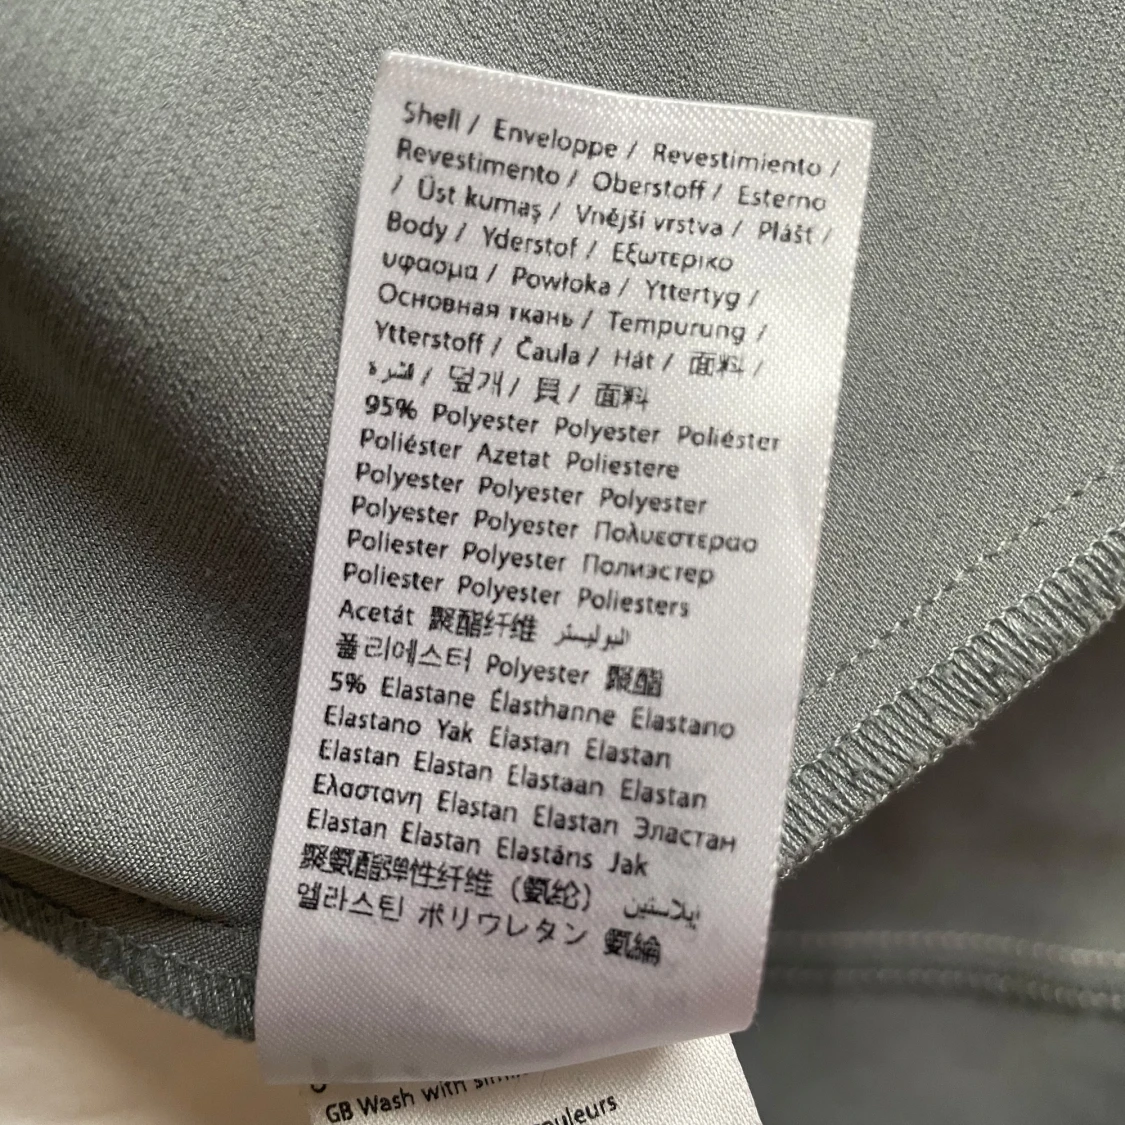 Shell / Enveloppe / Revestimiento /
Revestimento / Oberstoff / Esterno
/ Üst kumaş / Vnější vrstva / Plášť /
Body / Yderstof / Εξωτερικο
υφασμα / Powłoka / Yttertyg /
Основная ткань / Tempurung /
Ytterstoff / Čaula / Hát / 面料 /
قشرة / 덮개 / 貝 / 面料
95% Polyester Polyester Poliéster
Poliéster Azetat Poliestere
Polyester Polyester Polyester
Polyester Polyester Πολυεστερασ
Poliester Polyester Полиэстер
Poliester Polyester Poliesters
Acetát 聚酯纤维 البوليستر
폴리에스터 Polyester 聚酯
5% Elastane Élasthanne Elastano
Elastano Yak Elastan Elastan
Elastan Elastan Elastaan Elastan
Ελαστανη Elastan Elastan Эластан
Elastan Elastan Elastāns Jak
聚氨酯弹性纤维（氨纶） إيلاستين
엘라스틴 ポリウレタン 氨綸
GB Wash with